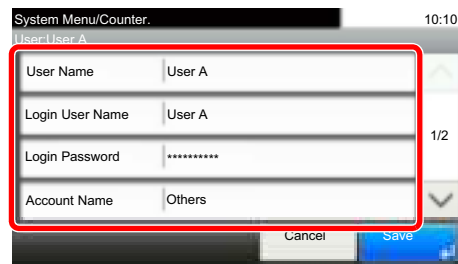 System Menu/Counter. 10:10
User:User A
User Name User A
Login User Name User A
1/2
Login Password **********
Account Name Others
Cancel Save